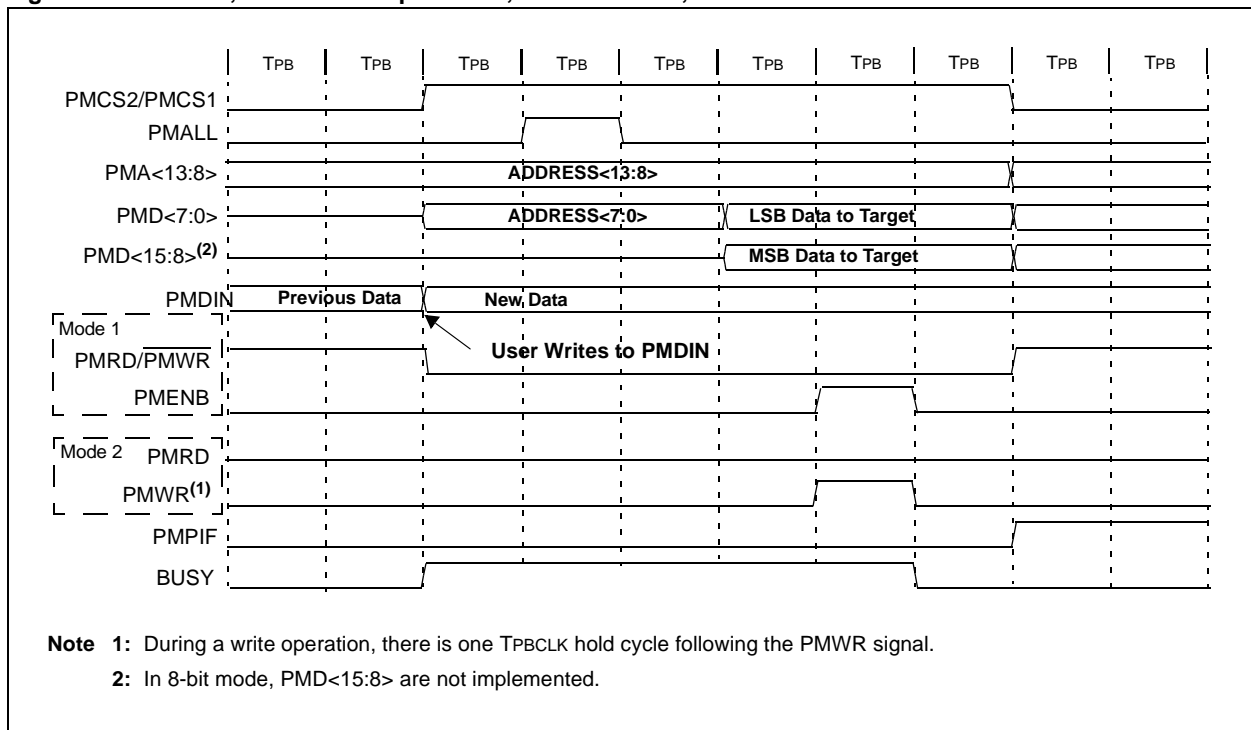 TPB TPB TPB TPB TPB TPB TPB TPB TPB TPB
PMCS2/PMCS1
PMALL
PMA<13:8> ADDRESS<13:8>
PMD<7:0> ADDRESS<7:0> LSB Data to Target
PMD<15:8>(2) MSB Data to Target
PMDIN Previous Data New Data
Mode 1
User Writes to PMDIN
PMRD/PMWR
PMENB
Mode 2 PMRD
PMWR(1)
PMPIF
BUSY
Note 1: During a write operation, there is one TPBCLK hold cycle following the PMWR signal.
2: In 8-bit mode, PMD<15:8> are not implemented.